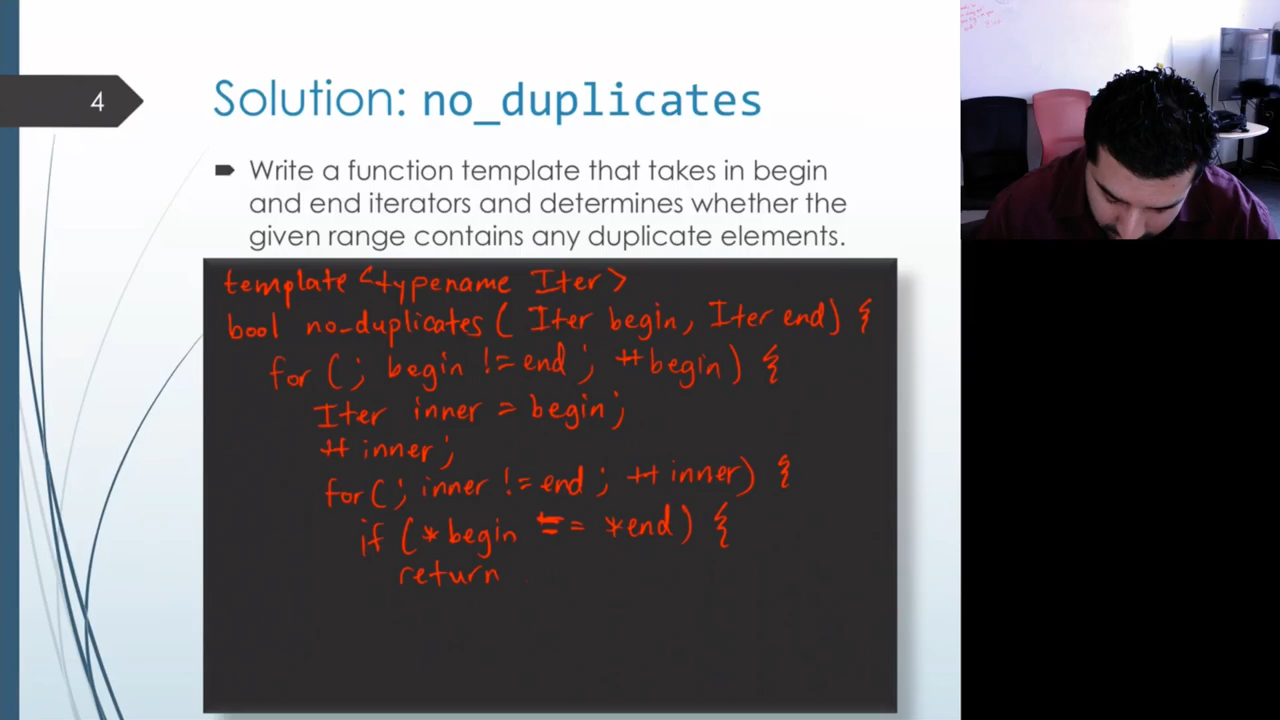 4
Solution: no_duplicates
Write a function template that takes in begin
and end iterators and determines whether the
given range contains any duplicate elements.
template <typename Iter>
bool no_duplicates ( Iter begin, Iter end) {
for (; begin != end; ++begin) {
Iter inner = begin;
++ inner;
for (; inner != end; ++ inner) {
if (*begin == *end) {
return